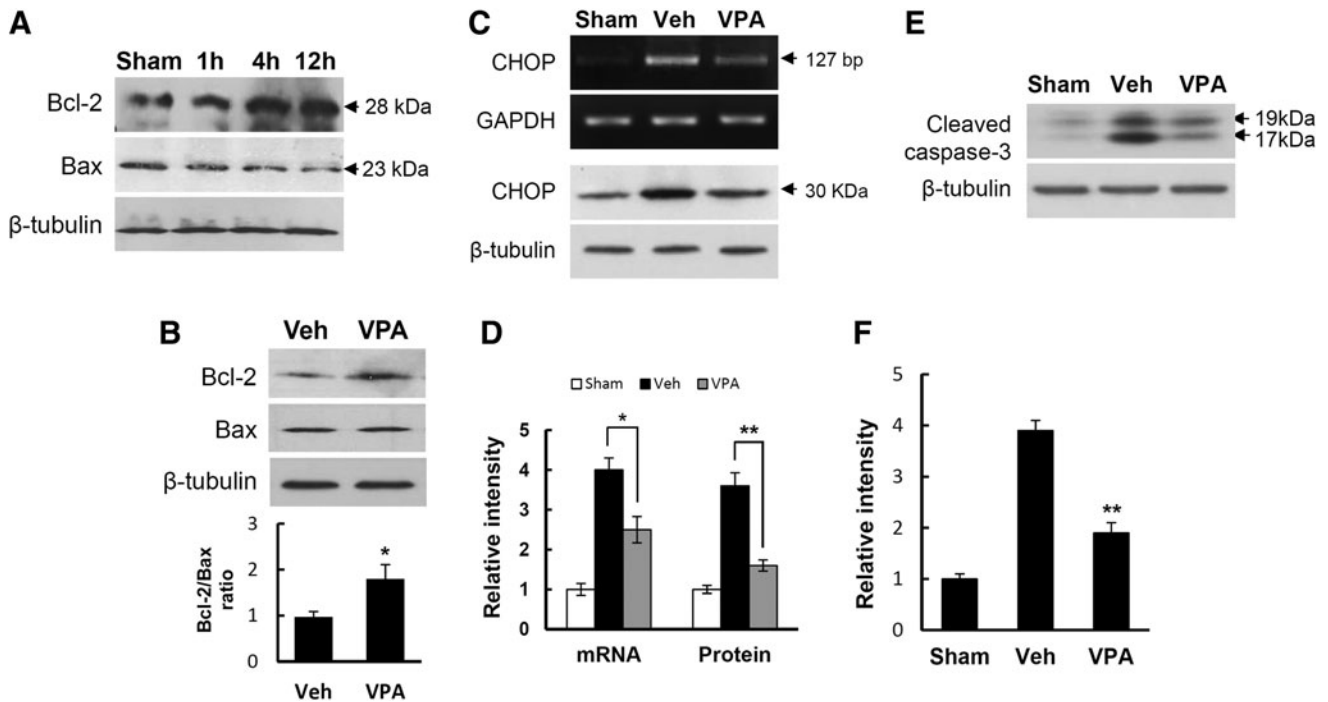 A
Sham 1h 4h 12h
Bcl-2
28 kDa
Bax
23 kDa
β-tubulin
B
Veh VPA
Bcl-2
Bax
β-tubulin
3
2
1
0
*
Bcl-2/Bax
ratio
Veh VPA
C
Sham Veh VPA
CHOP
127 bp
GAPDH
CHOP
30 KDa
β-tubulin
D
Sham Veh VPA
5
4
3
2
1
0
* **
Relative intensity
mRNA Protein
E
Sham Veh VPA
Cleaved
caspase-3
19kDa
17kDa
β-tubulin
F
5
4
3
2
1
0
**
Relative intensity
Sham Veh VPA